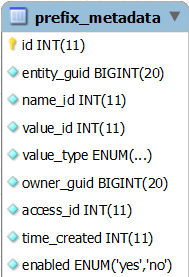 prefix_metadata
id INT(11)
entity_guid BIGINT(20)
name_id INT(11)
value_id INT(11)
value_type ENUM(...)
owner_guid BIGINT(20)
access_id INT(11)
time_created INT(11)
enabled ENUM('yes','no')